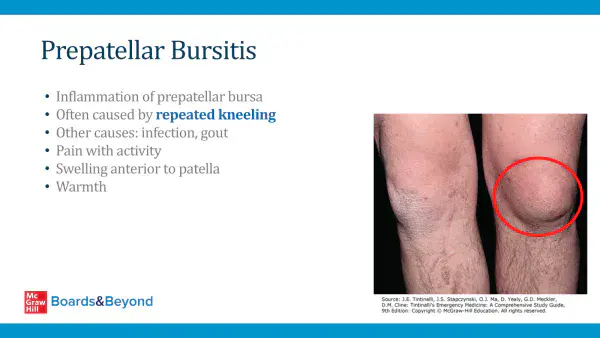 Prepatellar Bursitis
• Inflammation of prepatellar bursa
• Often caused by repeated kneeling
• Other causes: infection, gout
• Pain with activity
• Swelling anterior to patella
• Warmth
Source: J.E. Tintinalli, J.S. Stapczynski, O.J. Ma, D. Yealy, G.D. Meckler,
D.M. Cline: Tintinalli's Emergency Medicine: A Comprehensive Study Guide,
9th Edition: Copyright © McGraw-Hill Education. All rights reserved.
Mc
Graw
Hill
Boards&Beyond